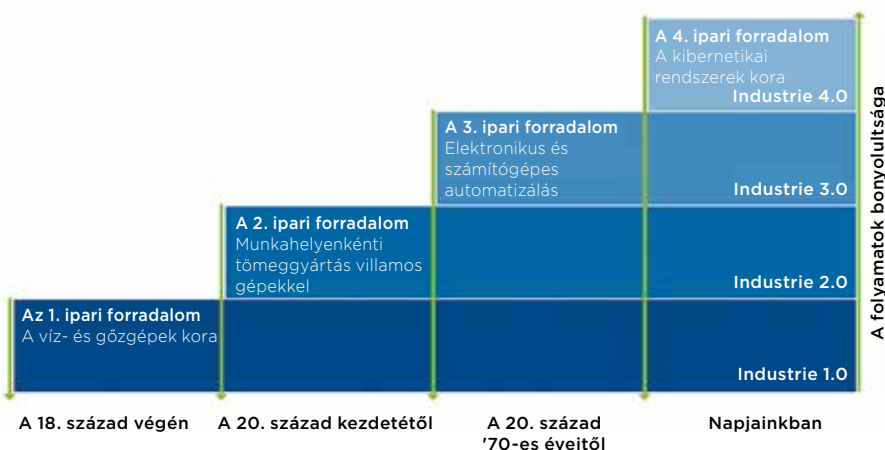 A 4. ipari forradalom
A kibernetikai
rendszerek kora
Industrie 4.0
A 3. ipari forradalom
Elektronikus és
számítógépes
automatizálás
Industrie 3.0
A 2. ipari forradalom
Munkahelyenkénti
tömeggyártás villamos
gépekkel
Industrie 2.0
Az 1. ipari forradalom
A víz- és gőzgépek kora
Industrie 1.0
A folyamatok bonyolultsága
A 18. század végén
A 20. század kezdetétől
A 20. század
'70-es éveitől
Napjainkban